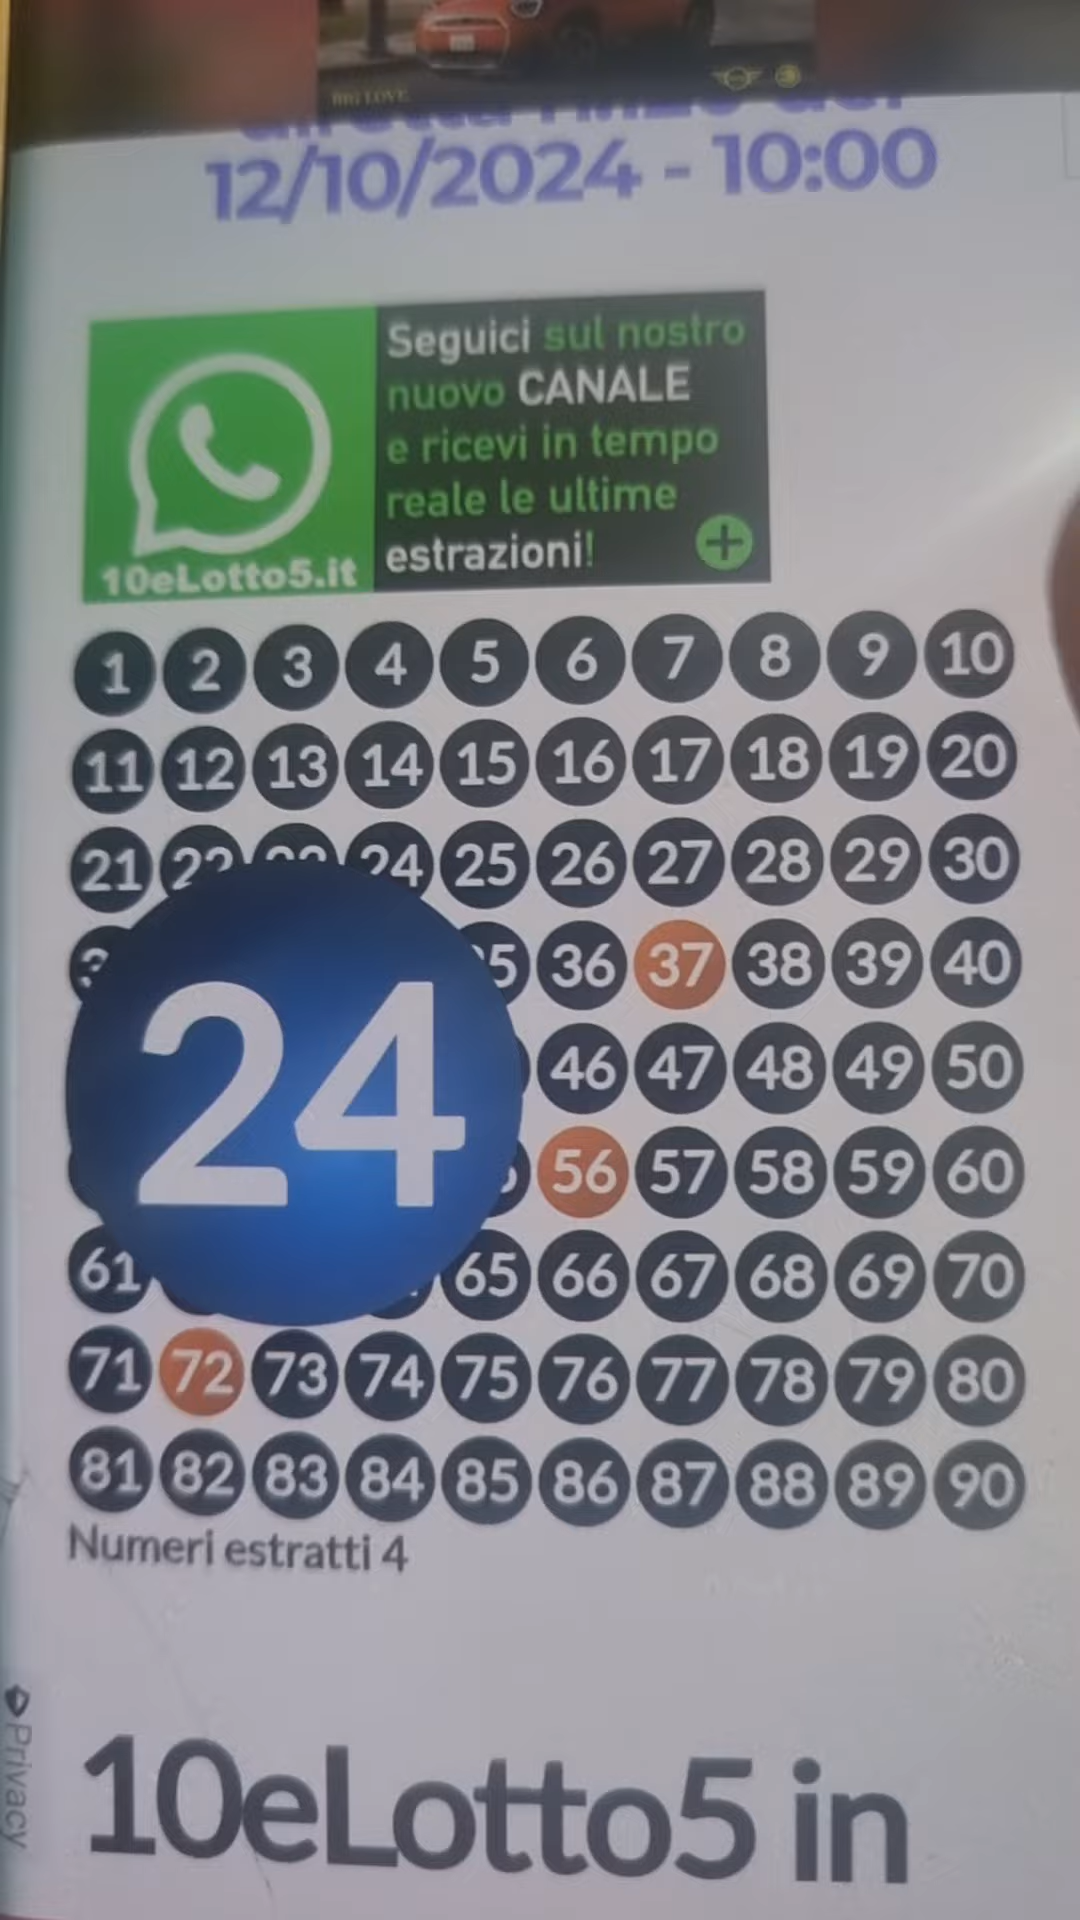 BIG LOVE
12/10/2024 - 10:00
Seguici sul nostro
nuovo CANALE
e ricevi in tempo
reale le ultime
estrazioni!
10eLotto5.it
1 2 3 4 5 6 7 8 9 10
11 12 13 14 15 16 17 18 19 20
21 22 24 25 26 27 28 29 30
36 37 38 39 40
24
46 47 48 49 50
56 57 58 59 60
61 65 66 67 68 69 70
71 72 73 74 75 76 77 78 79 80
81 82 83 84 85 86 87 88 89 90
Numeri estratti 4
Privacy
10eLotto5 in